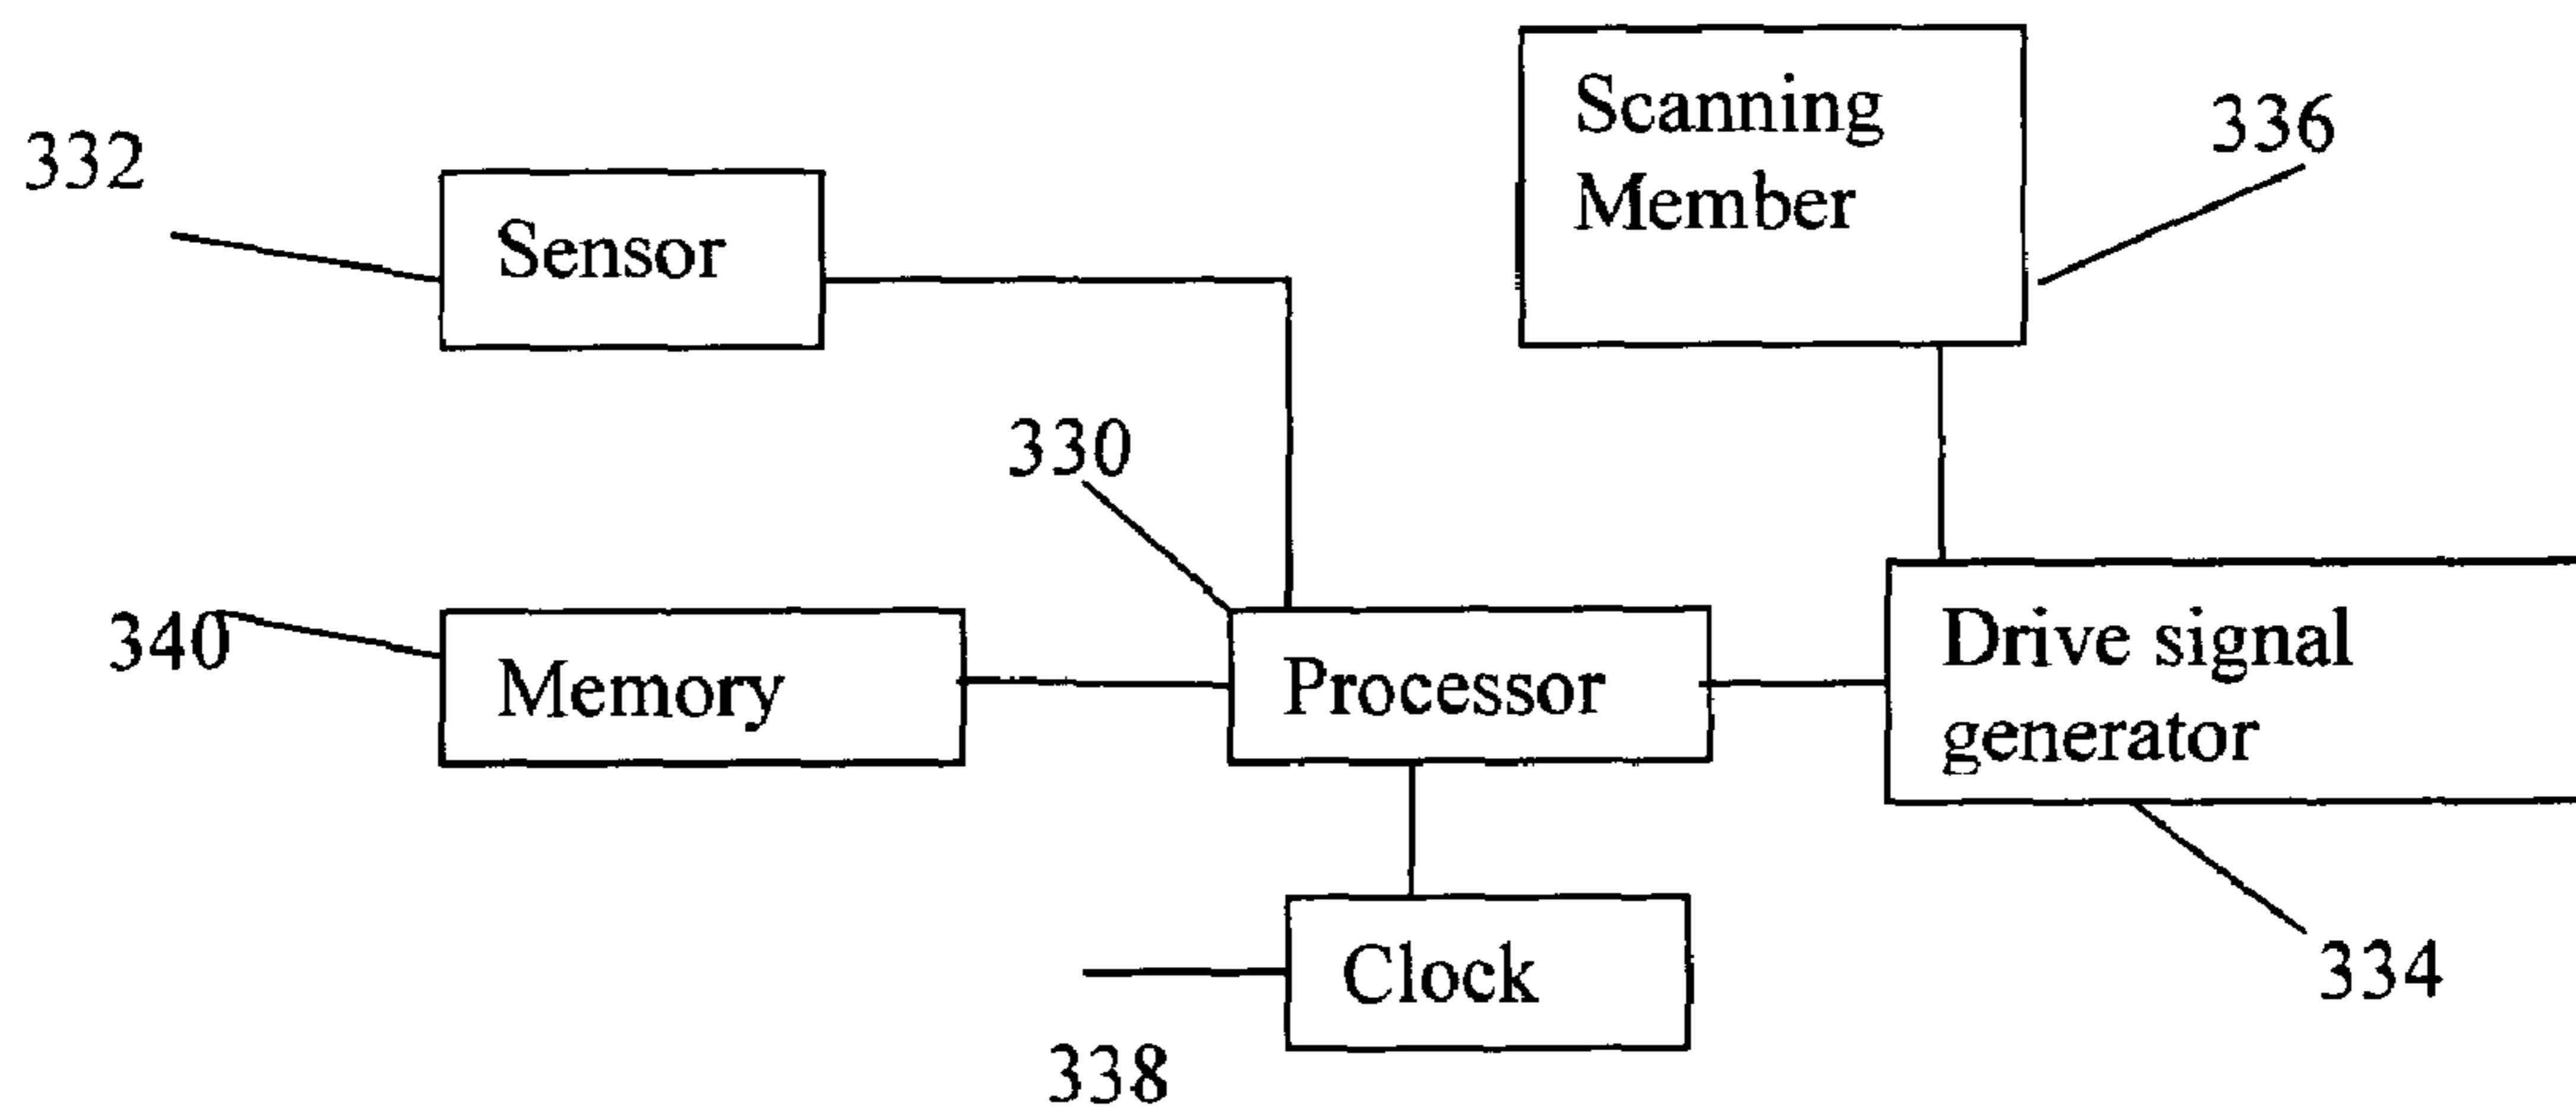 Scanning
Member
336
332
Sensor
330
340
Memory
Processor
Drive signal
generator
Clock
334
338